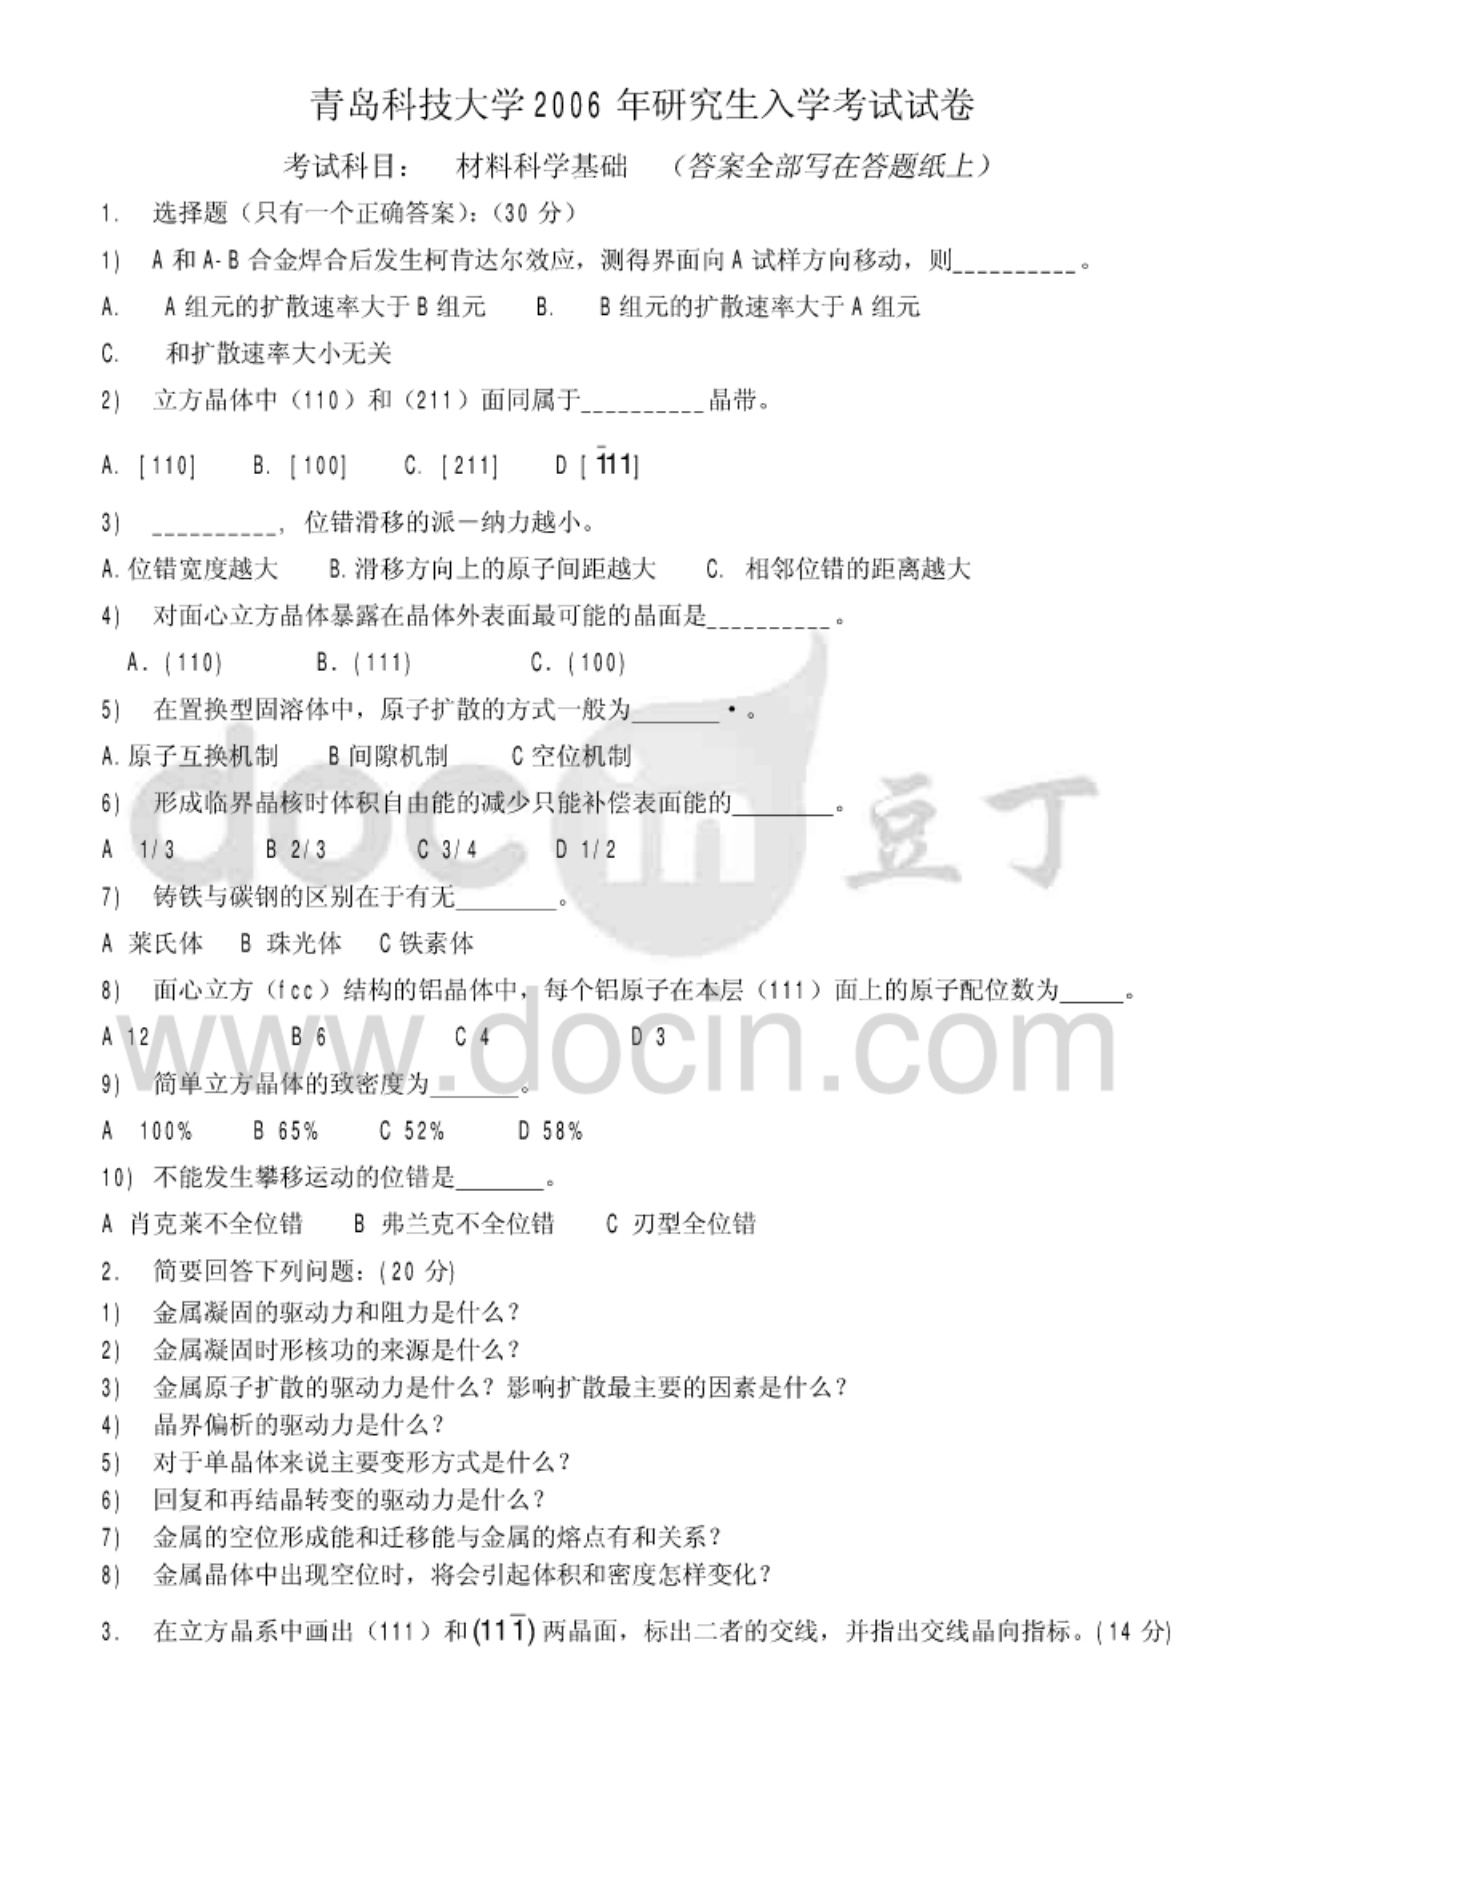 青岛科技大学2006 年研究生入学考试试卷
考试科目： 材料科学基础 （答案全部写在答题纸上）
1. 选择题（只有一个正确答案）：（30 分）
1) A 和 A-B 合金焊合后发生柯肯达尔效应，测得界面向 A 试样方向移动，则__________。
A. A 组元的扩散速率大于 B 组元 B. B 组元的扩散速率大于 A 组元
C. 和扩散速率大小无关
2) 立方晶体中（110）和（211）面同属于__________晶带。
A. [110] B. [100] C. [211] D [1̄11]
3) __________，位错滑移的派－纳力越小。
A.位错宽度越大 B.滑移方向上的原子间距越大 C. 相邻位错的距离越大
4) 对面心立方晶体暴露在晶体外表面最可能的晶面是__________。
A. (110) B. (111) C. (100)
5) 在置换型固溶体中，原子扩散的方式一般为_______•。
A.原子互换机制 B 间隙机制 C 空位机制
6) 形成临界晶核时体积自由能的减少只能补偿表面能的________。
A 1/3 B 2/3 C 3/4 D 1/2
7) 铸铁与碳钢的区别在于有无________。
A 莱氏体 B 珠光体 C 铁素体
8) 面心立方（fcc）结构的铝晶体中，每个铝原子在本层（111）面上的原子配位数为_____。
A 12 B 6 C 4 D 3
9) 简单立方晶体的致密度为_______。
A 100% B 65% C 52% D 58%
10) 不能发生攀移运动的位错是_______。
A 肖克莱不全位错 B 弗兰克不全位错 C 刃型全位错
2. 简要回答下列问题：(20 分)
1) 金属凝固的驱动力和阻力是什么？
2) 金属凝固时形核功的来源是什么？
3) 金属原子扩散的驱动力是什么？影响扩散最主要的因素是什么？
4) 晶界偏析的驱动力是什么？
5) 对于单晶体来说主要变形方式是什么？
6) 回复和再结晶转变的驱动力是什么？
7) 金属的空位形成能和迁移能与金属的熔点有和关系？
8) 金属晶体中出现空位时，将会引起体积和密度怎样变化？
3. 在立方晶系中画出（111）和(111̄)两晶面，标出二者的交线，并指出交线晶向指标。(14 分)
docin 豆丁
www.docin.com